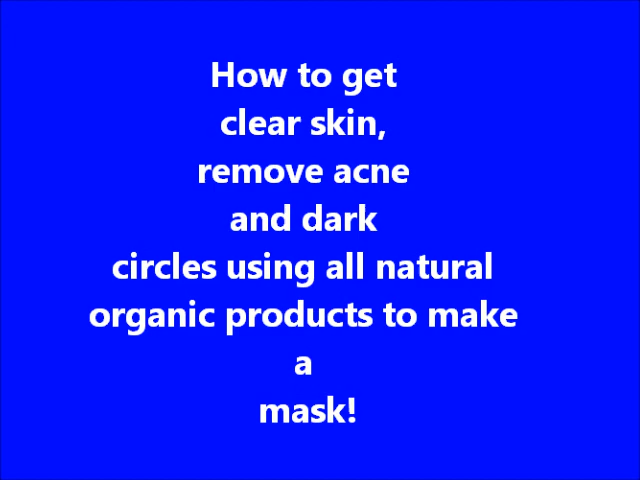 How to get
clear skin,
remove acne
and dark
circles using all natural
organic products to make
a
mask!